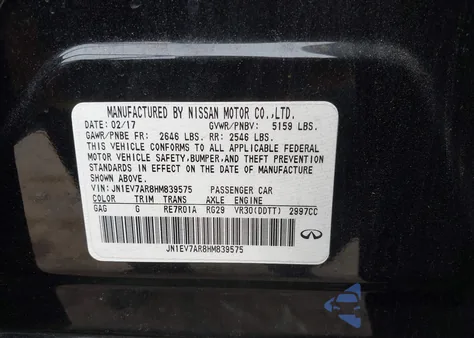 MANUFACTURED BY NISSAN MOTOR CO.,LTD.
DATE: 02/17 GVWR/PNBV: 5159 LBS.
GAWR/PNBE FR: 2646 LBS. RR: 2546 LBS.
THIS VEHICLE CONFORMS TO ALL APPLICABLE FEDERAL
MOTOR VEHICLE SAFETY,BUMPER,AND THEFT PREVENTION
STANDARDS IN EFFECT ON THE DATE OF MANUFACTURE
SHOWN ABOVE.
VIN: JN1EV7AR8HM839575 PASSENGER CAR
COLOR TRIM TRANS AXLE ENGINE
GAG G RE7R01A RG29 VR30(DDTT) 2997CC
JN1EV7AR8HM839575